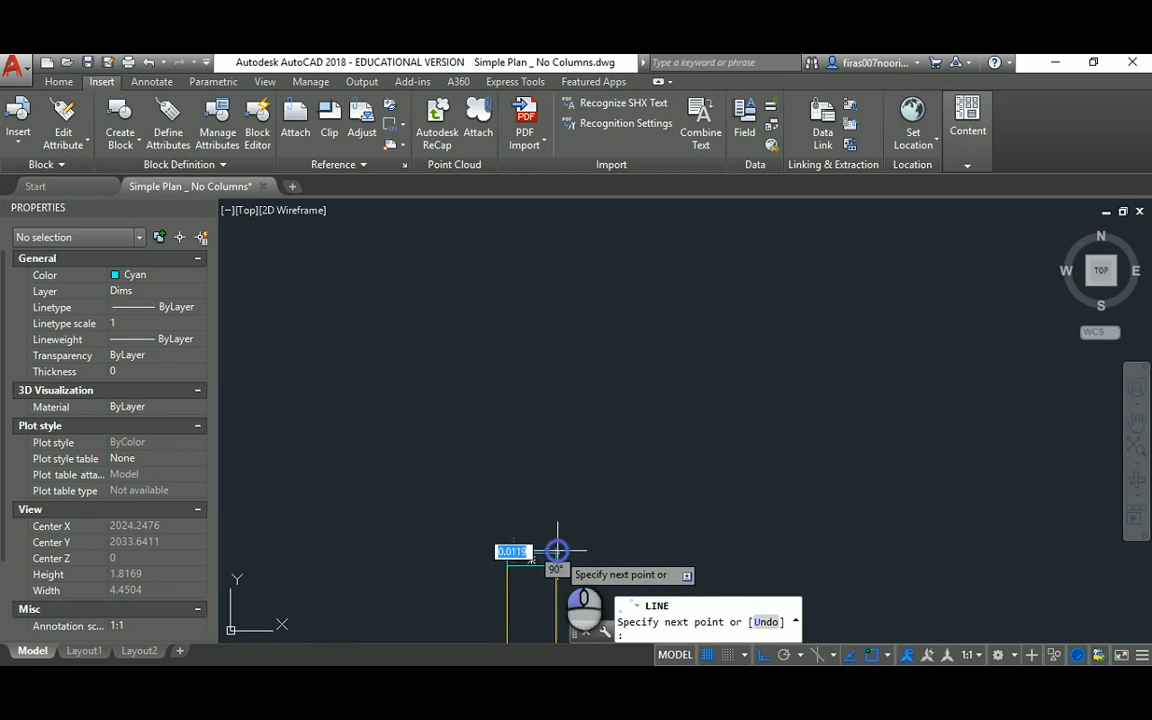 Autodesk AutoCAD 2018 - EDUCATIONAL VERSION    Simple Plan _ No Columns.dwg    Type a keyword or phrase    firas007noori...
Home    Insert    Annotate    Parametric    View    Manage    Output    Add-ins    A360    Express Tools    Featured Apps
Insert    Edit Attribute    Create Block    Define Attributes    Manage Attributes    Block Editor    Attach    Clip    Adjust    Autodesk ReCap    Attach    PDF Import    Recognize SHX Text    Recognition Settings    Combine Text    Field    Data Link    Set Location    Content
Block    Block Definition    Reference    Point Cloud    Import    Data    Linking & Extraction    Location
Start    Simple Plan _ No Columns*
PROPERTIES
[−][Top][2D Wireframe]
No selection
General
Color    Cyan
Layer    Dims
Linetype    ByLayer
Linetype scale    1
Lineweight    ByLayer
Transparency    ByLayer
Thickness    0
3D Visualization
Material    ByLayer
Plot style
Plot style    ByColor
Plot style table    None
Plot table atta...    Model
Plot table type    Not available
View
Center X    2024.2476
Center Y    2033.6411
Center Z    0
Height    1.8169
Width    4.4504
Misc
Annotation sc...    1:1
N
W    TOP    E
S
WCS
0.0119
90°    Specify next point or
LINE
Specify next point or [Undo]
:
Y
X
Model    Layout1    Layout2    MODEL    1:1